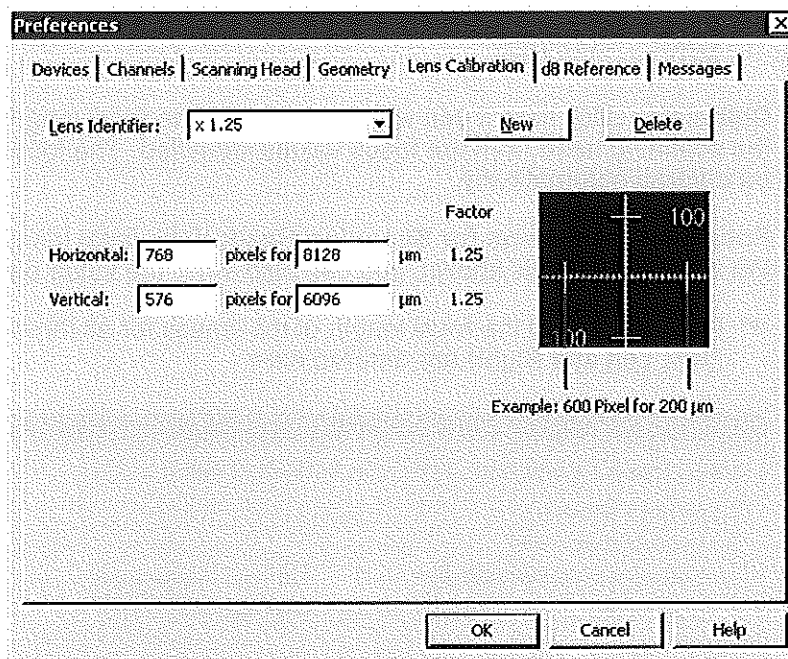 Preferences
Devices Channels Scanning Head Geometry Lens Calibration dB Reference Messages
Lens Identifier: x 1.25 New Delete
Factor
100
Horizontal: 768 pixels for 8128 µm 1.25
Vertical: 576 pixels for 6096 µm 1.25
100
Example: 600 Pixel for 200 µm
OK Cancel Help